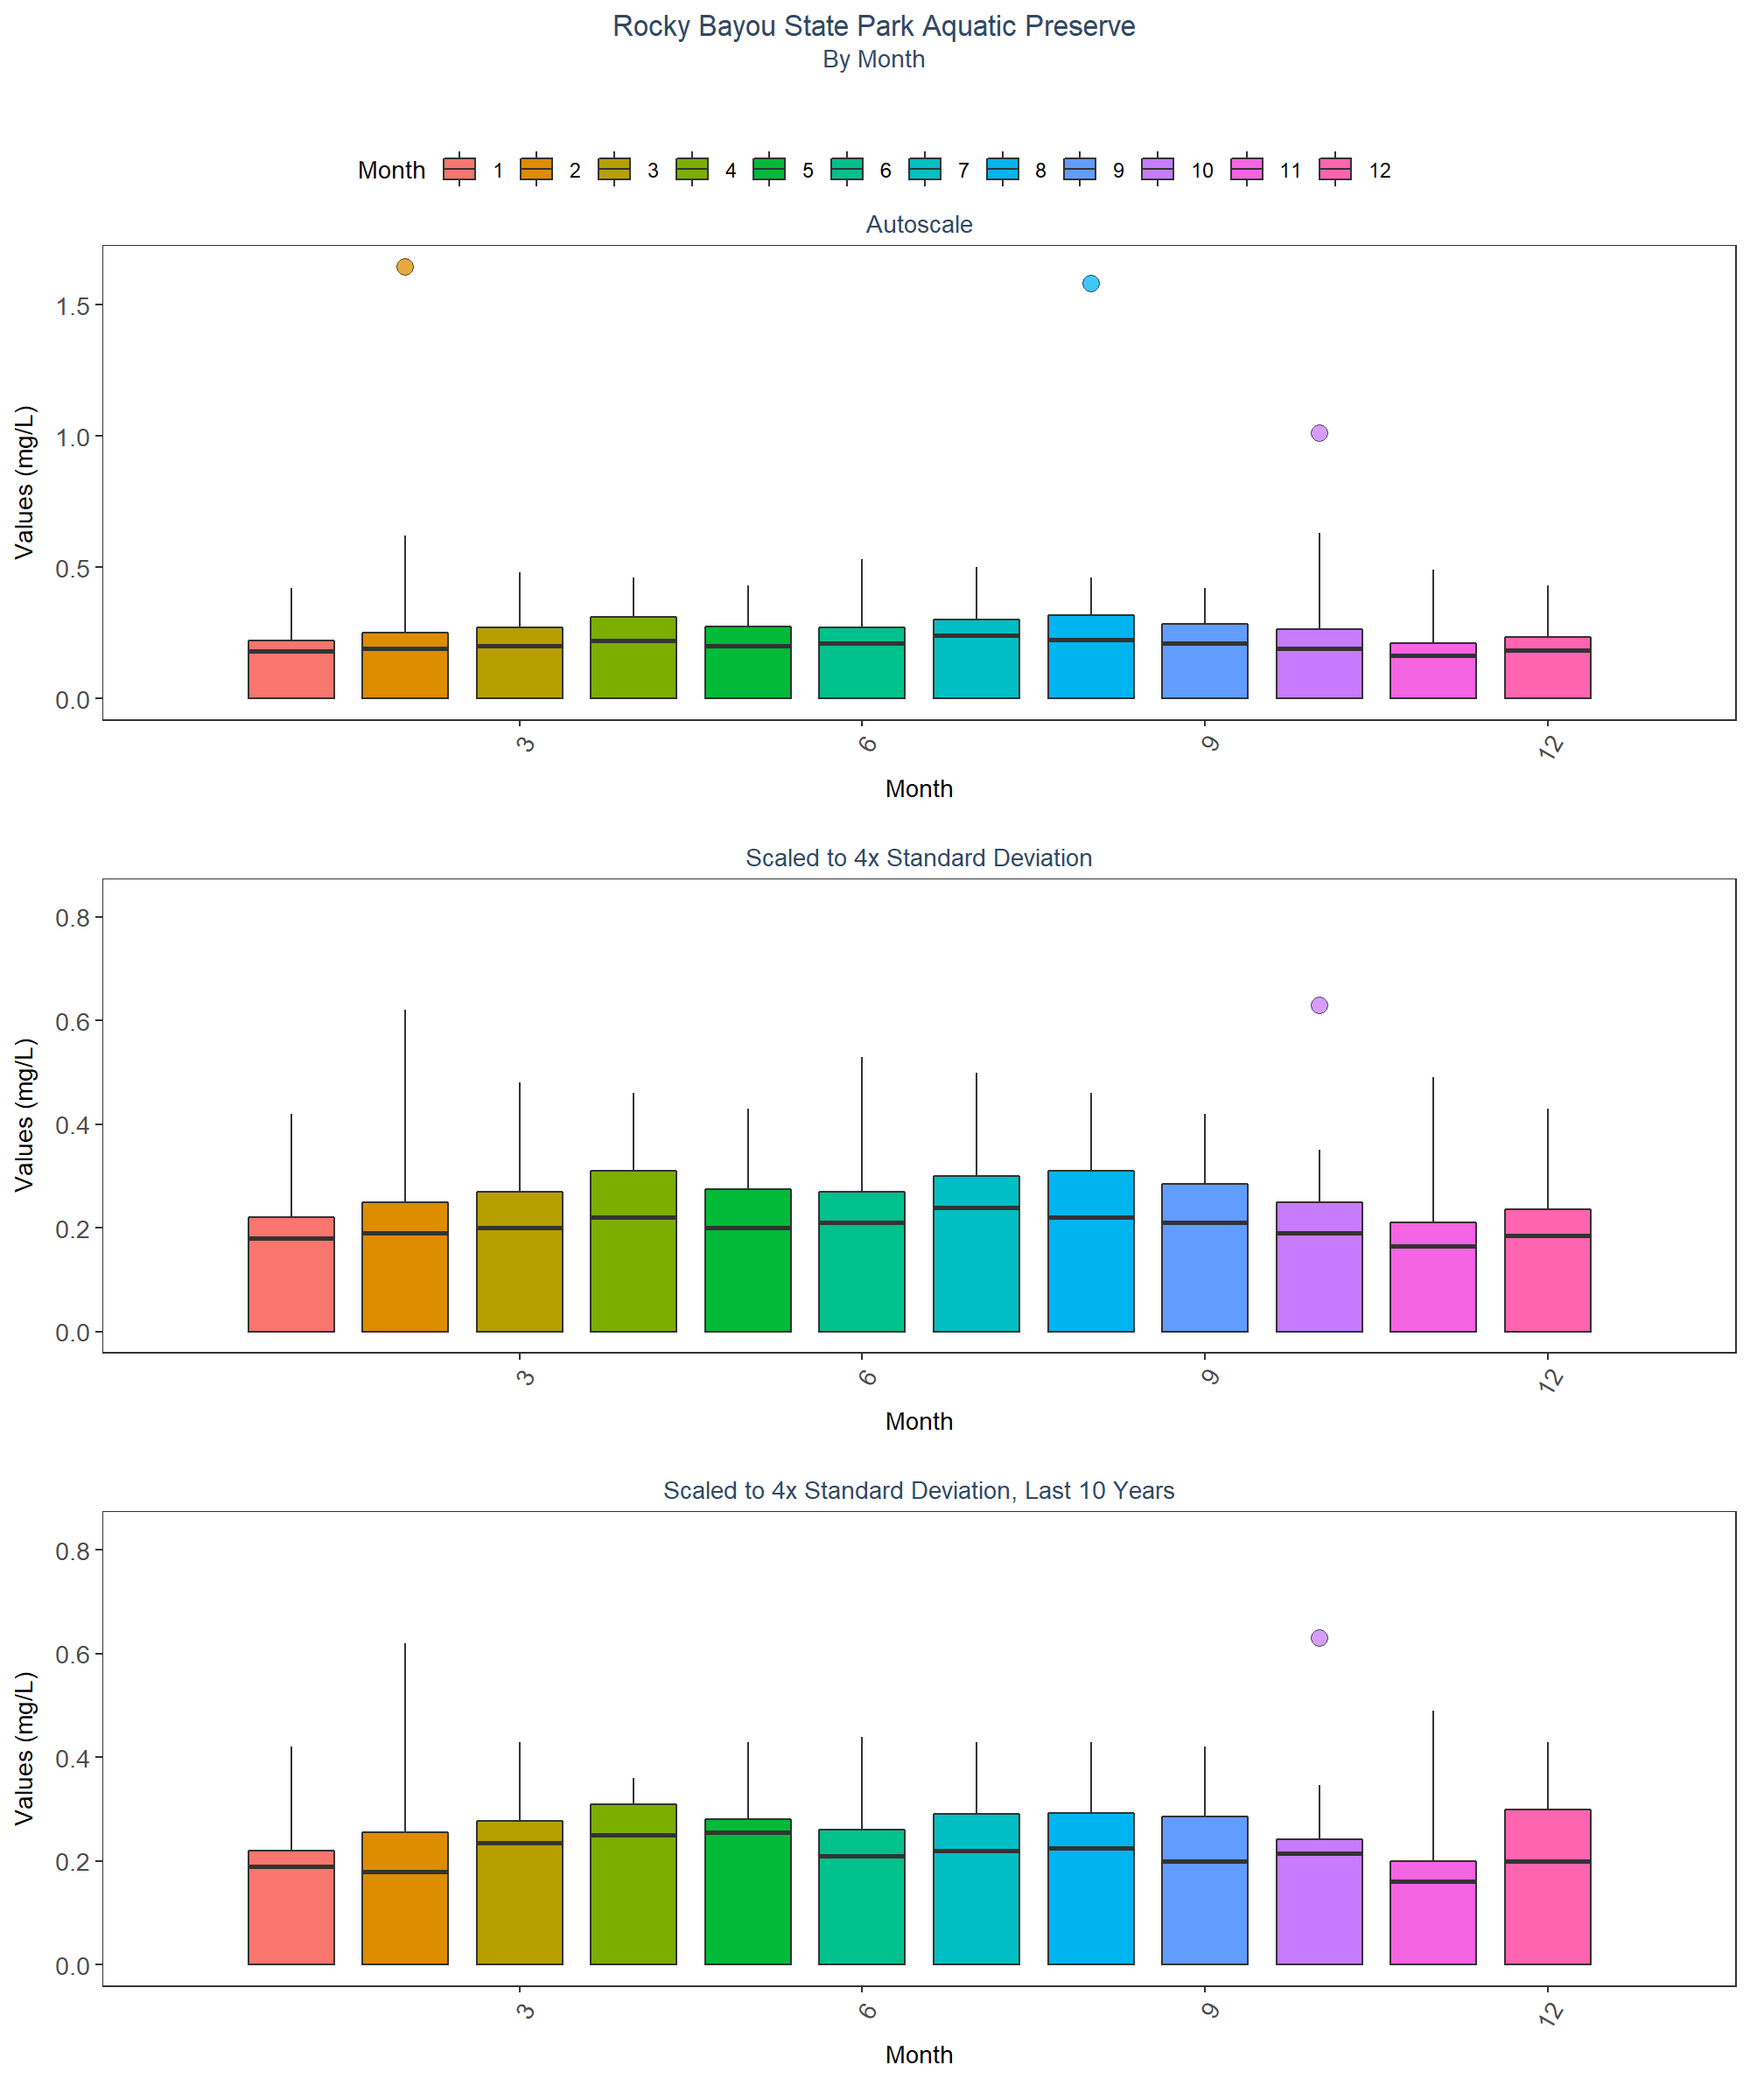 Rocky Bayou State Park Aquatic Preserve
By Month
Month 1 2 3 4 5 6 7 8 9 10 11 12
Autoscale
Values (mg/L)
1.5
1.0
0.5
0.0
3 6 9 12
Month
Scaled to 4x Standard Deviation
Values (mg/L)
0.8
0.6
0.4
0.2
0.0
3 6 9 12
Month
Scaled to 4x Standard Deviation, Last 10 Years
Values (mg/L)
0.8
0.6
0.4
0.2
0.0
3 6 9 12
Month